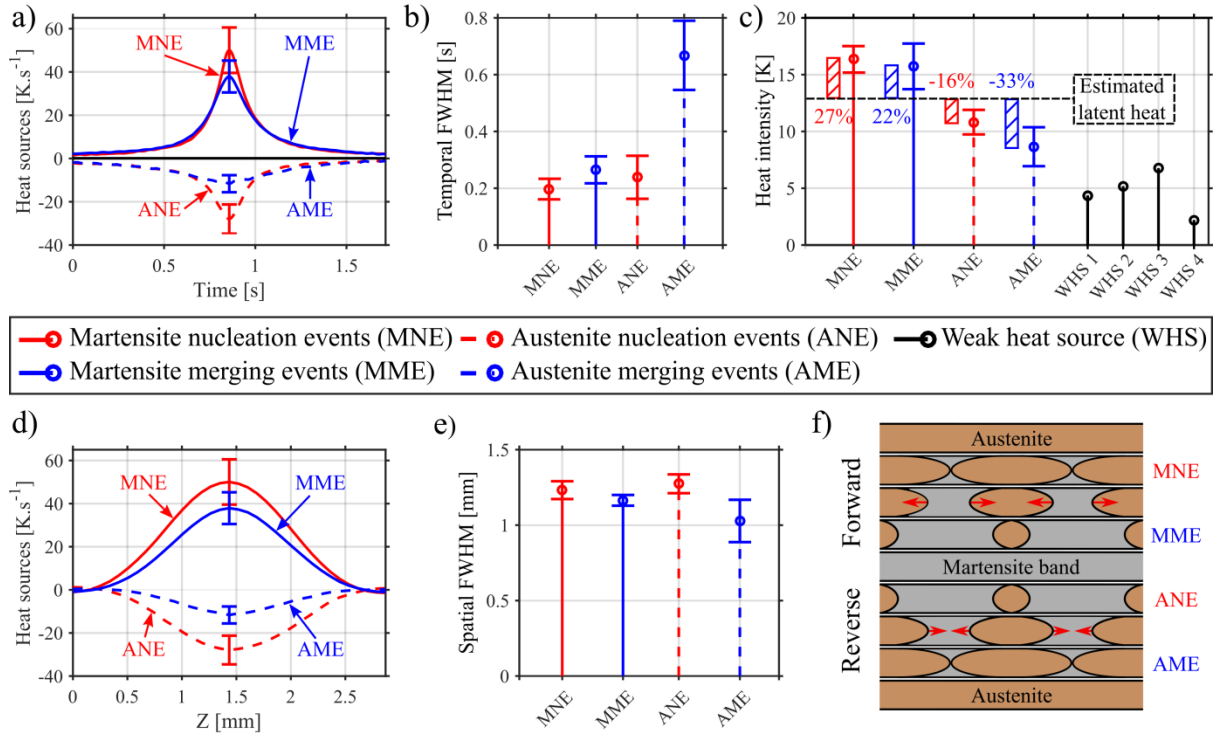 a)
Heat sources [K.s⁻¹]
60
40
20
0
-20
-40
MNE
MME
ANE
AME
0
0.5
1
1.5
Time [s]
b)
Temporal FWHM [s]
0.8
0.6
0.4
0.2
0
MNE
MME
ANE
AME
c)
Heat intensity [K]
20
15
10
5
0
27%
22%
-16%
-33%
Estimated
latent heat
MNE
MME
ANE
AME
WHS 1
WHS 2
WHS 3
WHS 4
Martensite nucleation events (MNE)
Austenite nucleation events (ANE)
Weak heat source (WHS)
Martensite merging events (MME)
Austenite merging events (AME)
d)
Heat sources [K.s⁻¹]
60
40
20
0
-20
-40
MNE
MME
ANE
AME
0
0.5
1
1.5
2
2.5
Z [mm]
e)
Spatial FWHM [mm]
1.5
1
0.5
0
MNE
MME
ANE
AME
f)
Forward
Reverse
Austenite
MNE
MME
Martensite band
ANE
AME
Austenite